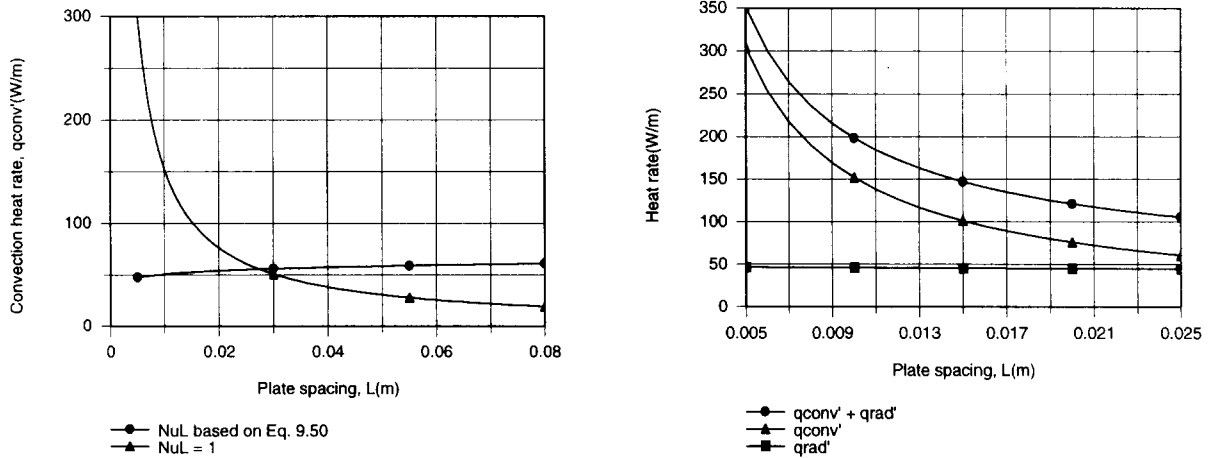 Convection heat rate, qconv'(W/m)
300
200
100
0
0
0.02
0.04
0.06
0.08
Plate spacing, L(m)
NuL based on Eq. 9.50
NuL = 1
Heat rate(W/m)
350
300
250
200
150
100
50
0
0.005
0.009
0.013
0.017
0.021
0.025
Plate spacing, L(m)
qconv' + qrad'
qconv'
qrad'